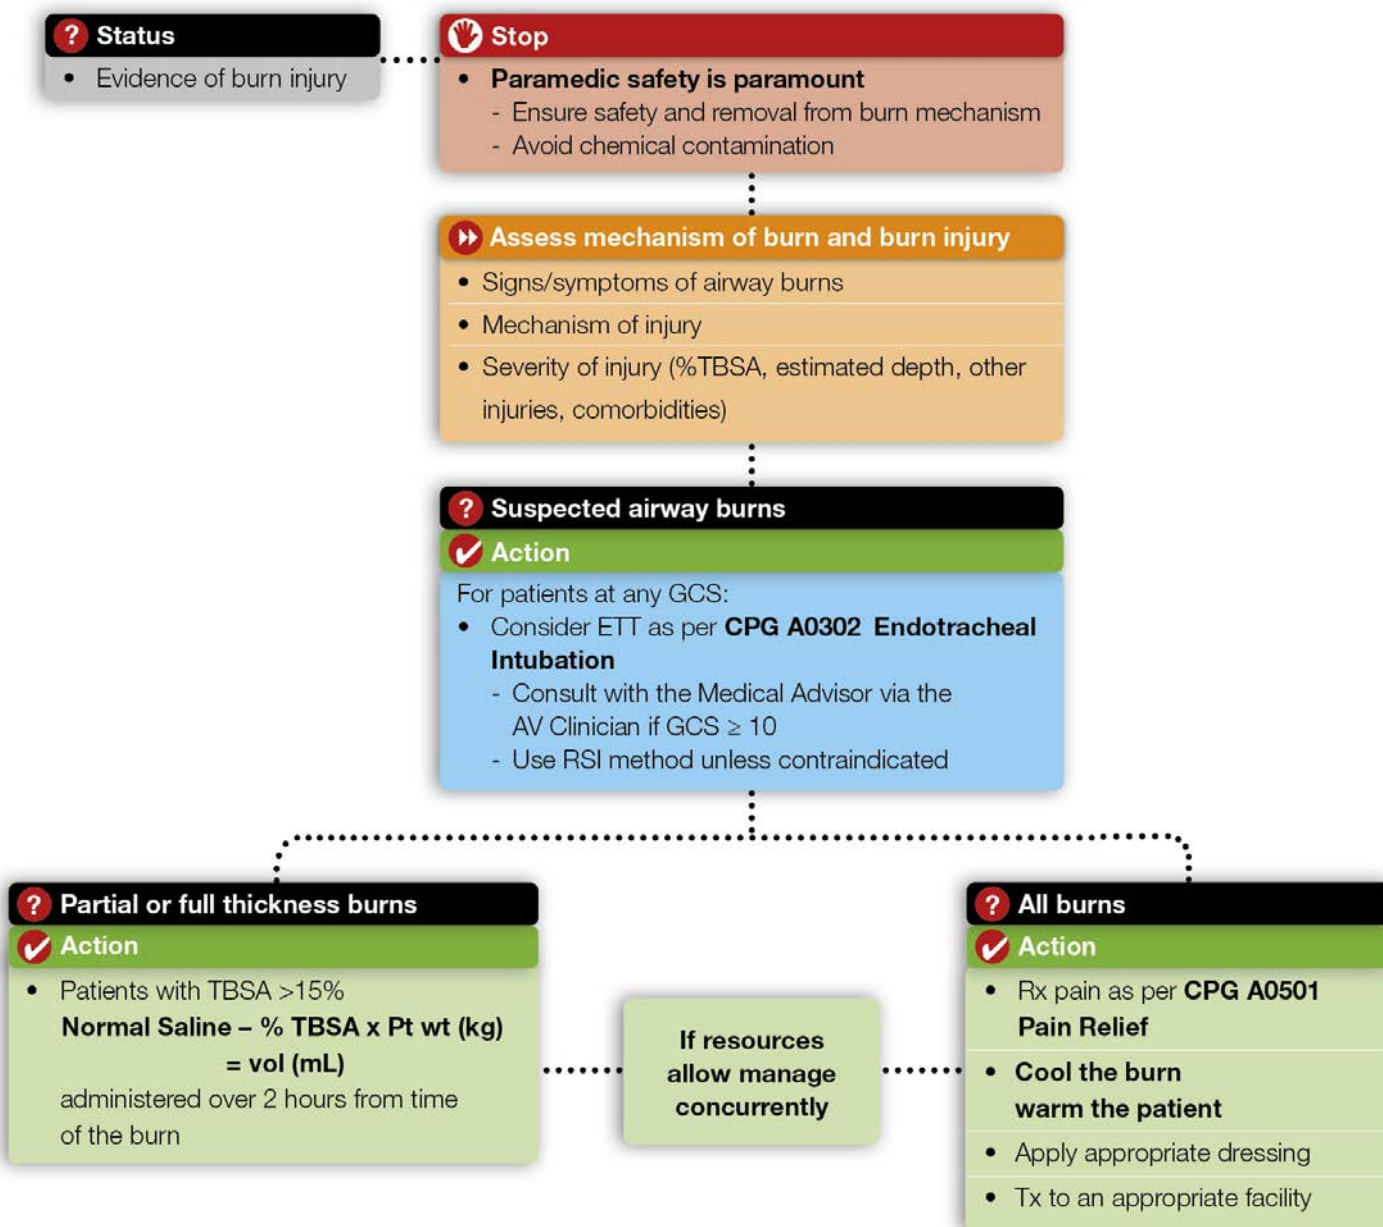 Status
• Evidence of burn injury
Stop
• Paramedic safety is paramount
- Ensure safety and removal from burn mechanism
- Avoid chemical contamination
Assess mechanism of burn and burn injury
• Signs/symptoms of airway burns
• Mechanism of injury
• Severity of injury (%TBSA, estimated depth, other
injuries, comorbidities)
? Suspected airway burns
Action
For patients at any GCS:
• Consider ETT as per CPG A0302 Endotracheal
Intubation
- Consult with the Medical Advisor via the
AV Clinician if GCS ≥ 10
- Use RSI method unless contraindicated
? Partial or full thickness burns
Action
• Patients with TBSA >15%
Normal Saline – % TBSA x Pt wt (kg)
= vol (mL)
administered over 2 hours from time
of the burn
If resources
allow manage
concurrently
? All burns
Action
• Rx pain as per CPG A0501
Pain Relief
• Cool the burn
warm the patient
• Apply appropriate dressing
• Tx to an appropriate facility